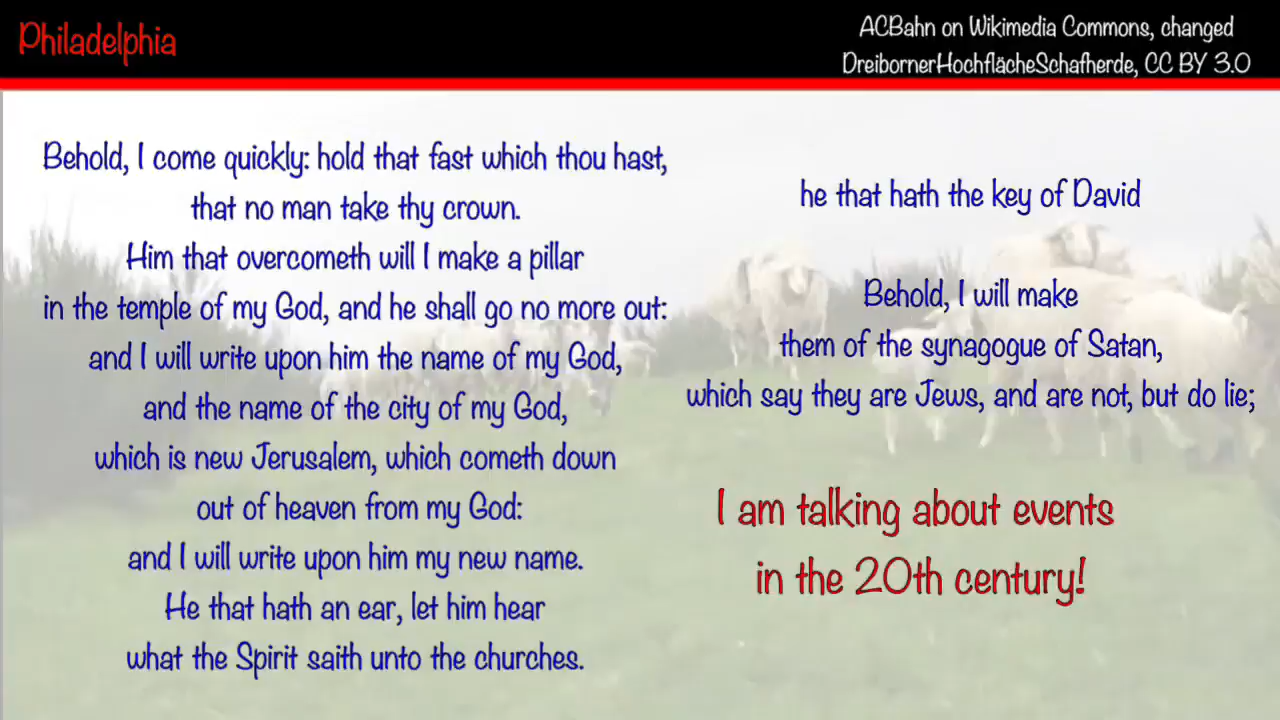 Philadelphia
ACBahn on Wikimedia Commons, changed
DreibornerHochflächeSchafherde, CC BY 3.0
Behold, I come quickly: hold that fast which thou hast,
that no man take thy crown.
Him that overcometh will I make a pillar
in the temple of my God, and he shall go no more out:
and I will write upon him the name of my God,
and the name of the city of my God,
which is new Jerusalem, which cometh down
out of heaven from my God:
and I will write upon him my new name.
He that hath an ear, let him hear
what the Spirit saith unto the churches.
he that hath the key of David
Behold, I will make
them of the synagogue of Satan,
which say they are Jews, and are not, but do lie;
I am talking about events
in the 20th century!